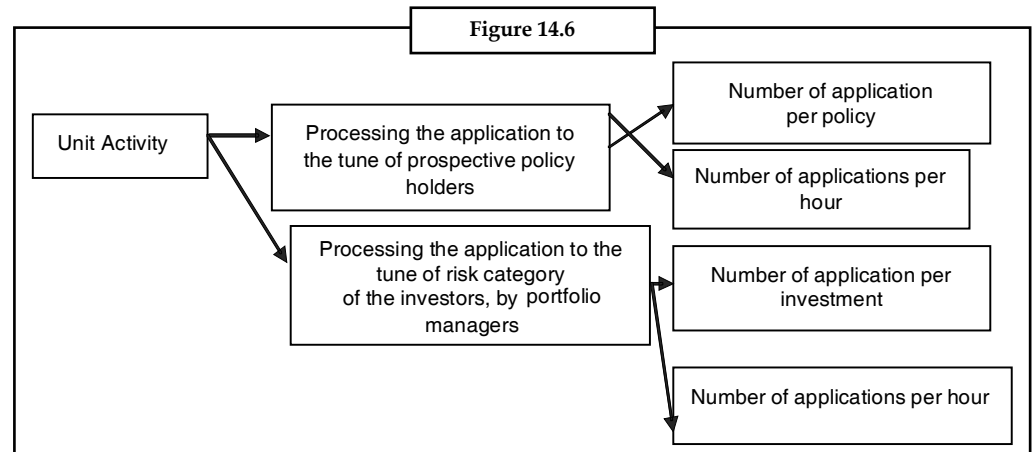 Figure 14.6
Unit Activity
Processing the application to
the tune of prospective policy
holders
Number of application
per policy
Number of applications per
hour
Processing the application to the
tune of risk category
of the investors, by portfolio
managers
Number of application per
investment
Number of applications per hour